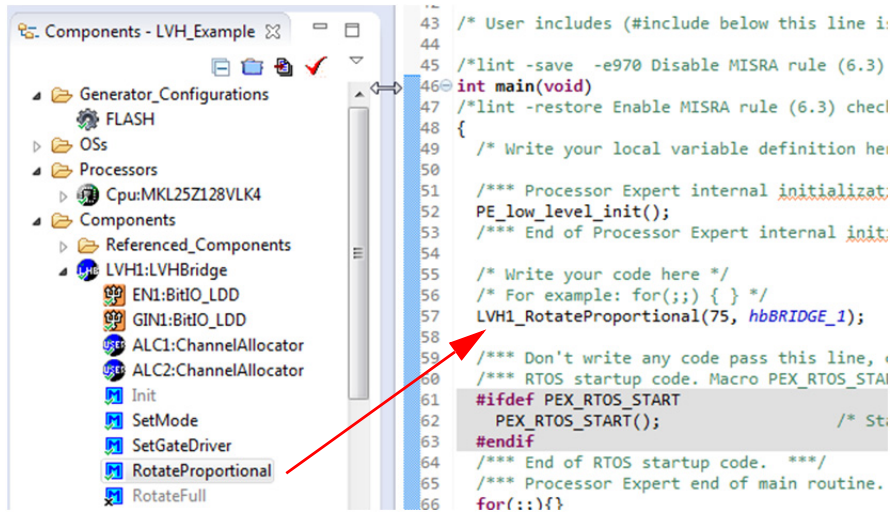 Components - LVH_Example
Generator_Configurations
FLASH
OSs
Processors
Cpu:MKL25Z128VLK4
Components
Referenced_Components
LVH1:LVHBridge
EN1:BitIO_LDD
GIN1:BitIO_LDD
ALC1:ChannelAllocator
ALC2:ChannelAllocator
Init
SetMode
SetGateDriver
RotateProportional
RotateFull
43 /* User includes (#include below this line is
44
45 /*lint -save -e970 Disable MISRA rule (6.3)
46 int main(void)
47 /*lint -restore Enable MISRA rule (6.3) chec
48 {
49 /* Write your local variable definition her
50
51 /*** Processor Expert internal initializati
52 PE_low_level_init();
53 /*** End of Processor Expert internal initi
54
55 /* Write your code here */
56 /* For example: for(;;) { } */
57 LVH1_RotateProportional(75, hbBRIDGE_1);
58
59 /*** Don't write any code pass this line,
60 /*** RTOS startup code. Macro PEX_RTOS_STAR
61 #ifdef PEX_RTOS_START
62 PEX_RTOS_START(); /* Sta
63 #endif
64 /*** End of RTOS startup code. ***/
65 /*** Processor Expert end of main routine.
66 for(;;){}